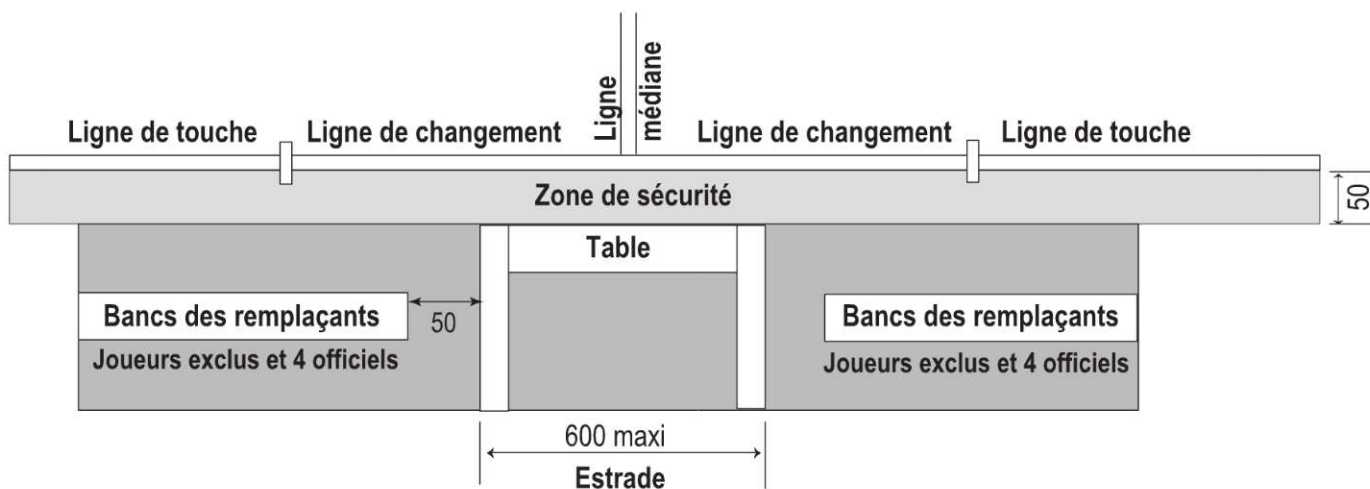 Ligne
médiane
Ligne de touche
Ligne de changement
Ligne de changement
Ligne de touche
Zone de sécurité
50
Table
Bancs des remplaçants
50
Bancs des remplaçants
Joueurs exclus et 4 officiels
Joueurs exclus et 4 officiels
600 maxi
Estrade